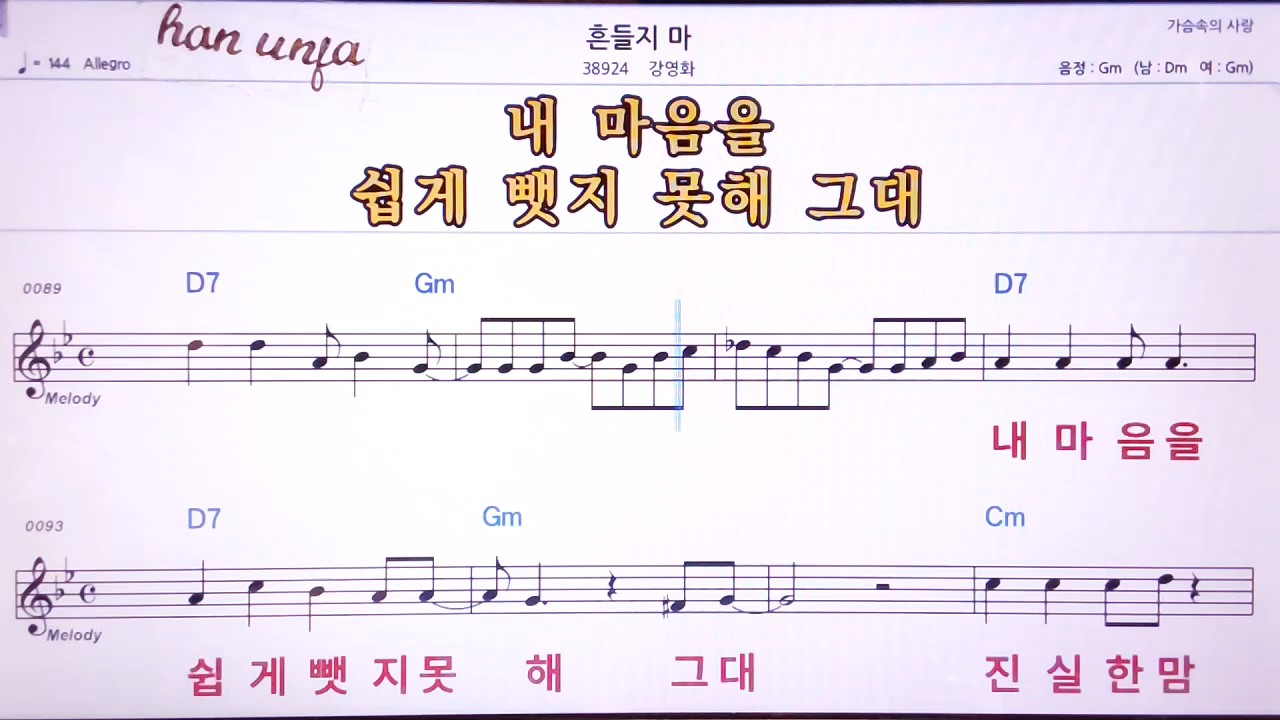 han unja
흔들지 마
가슴속의 사랑
♩= 144 Allegro
38924 강영화
음정 : Gm (남 : Dm 여 : Gm)
내 마음을
쉽게 뺏지 못해 그대
0089
D7 Gm D7
Melody
내 마 음 을
0093
D7 Gm Cm
Melody
쉽 게 뺏 지 못 해 그 대 진 실 한 맘